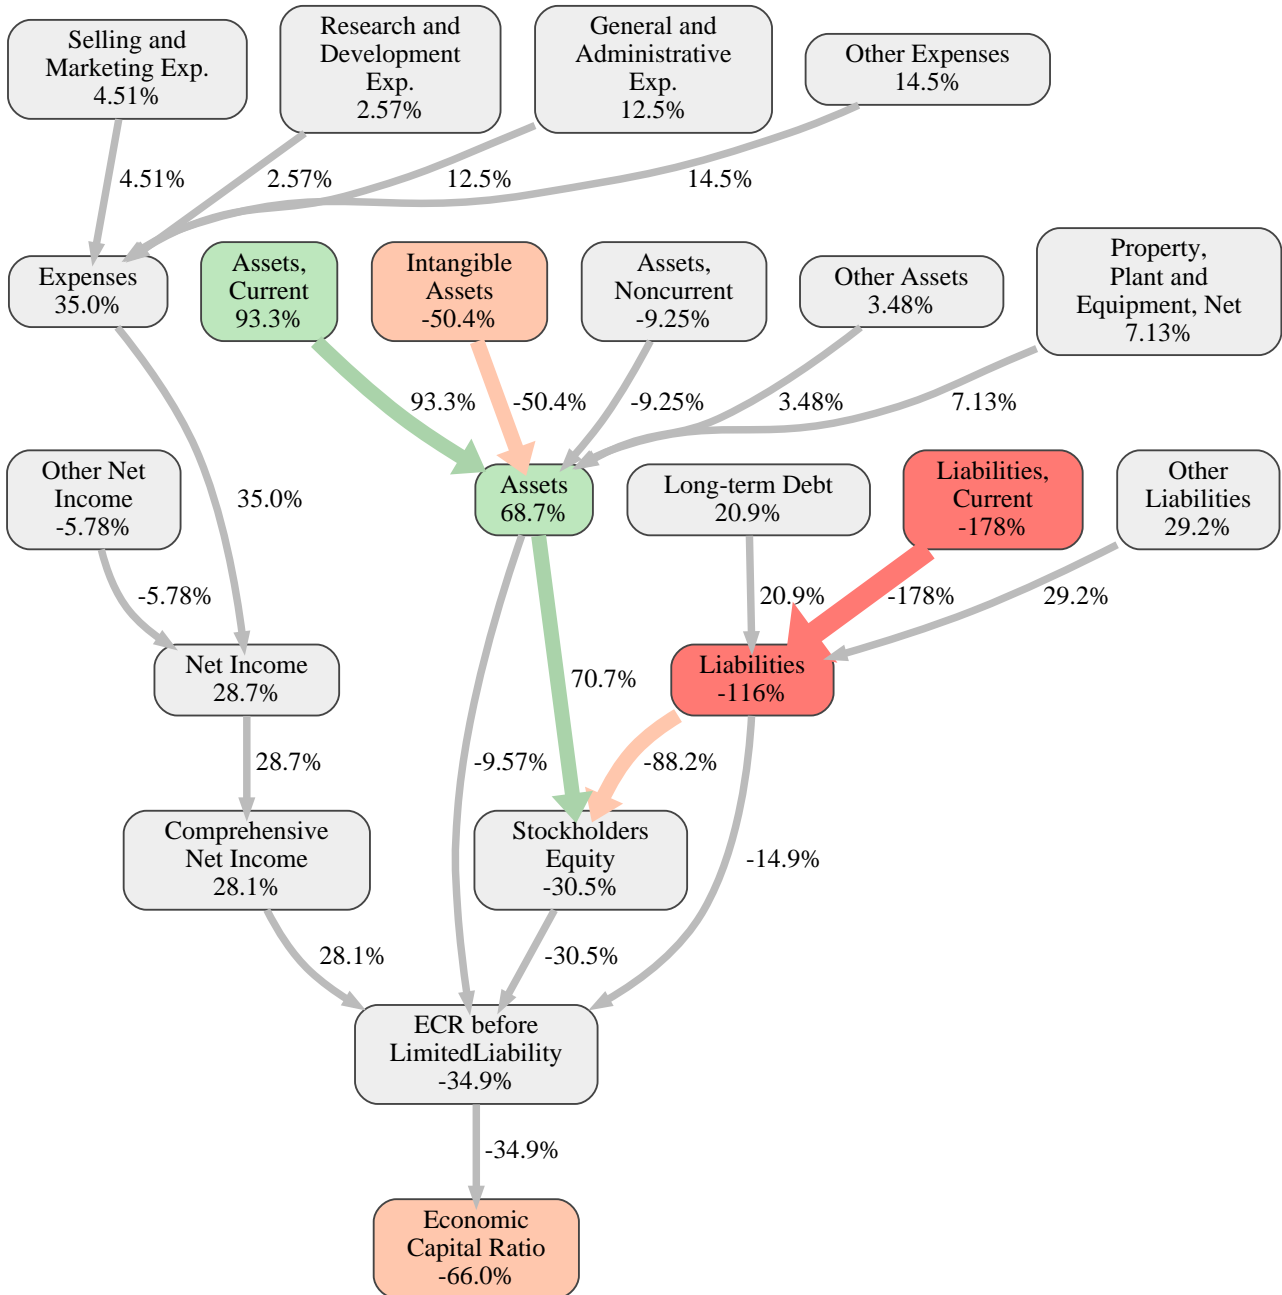 Selling and
Marketing Exp.
4.51%
Research and
Development
Exp.
2.57%
General and
Administrative
Exp.
12.5%
Other Expenses
14.5%
4.51%
2.57%
12.5%
14.5%
Expenses
35.0%
Assets,
Current
93.3%
Intangible
Assets
-50.4%
Assets,
Noncurrent
-9.25%
Other Assets
3.48%
Property,
Plant and
Equipment, Net
7.13%
93.3%
-50.4%
-9.25%
3.48%
7.13%
Other Net
Income
-5.78%
35.0%
Assets
68.7%
Long-term Debt
20.9%
Liabilities,
Current
-178%
Other
Liabilities
29.2%
-5.78%
20.9%
-178%
29.2%
Net Income
28.7%
70.7%
Liabilities
-116%
28.7%
-9.57%
-88.2%
Comprehensive
Net Income
28.1%
Stockholders
Equity
-30.5%
-14.9%
28.1%
-30.5%
ECR before
LimitedLiability
-34.9%
-34.9%
Economic
Capital Ratio
-66.0%